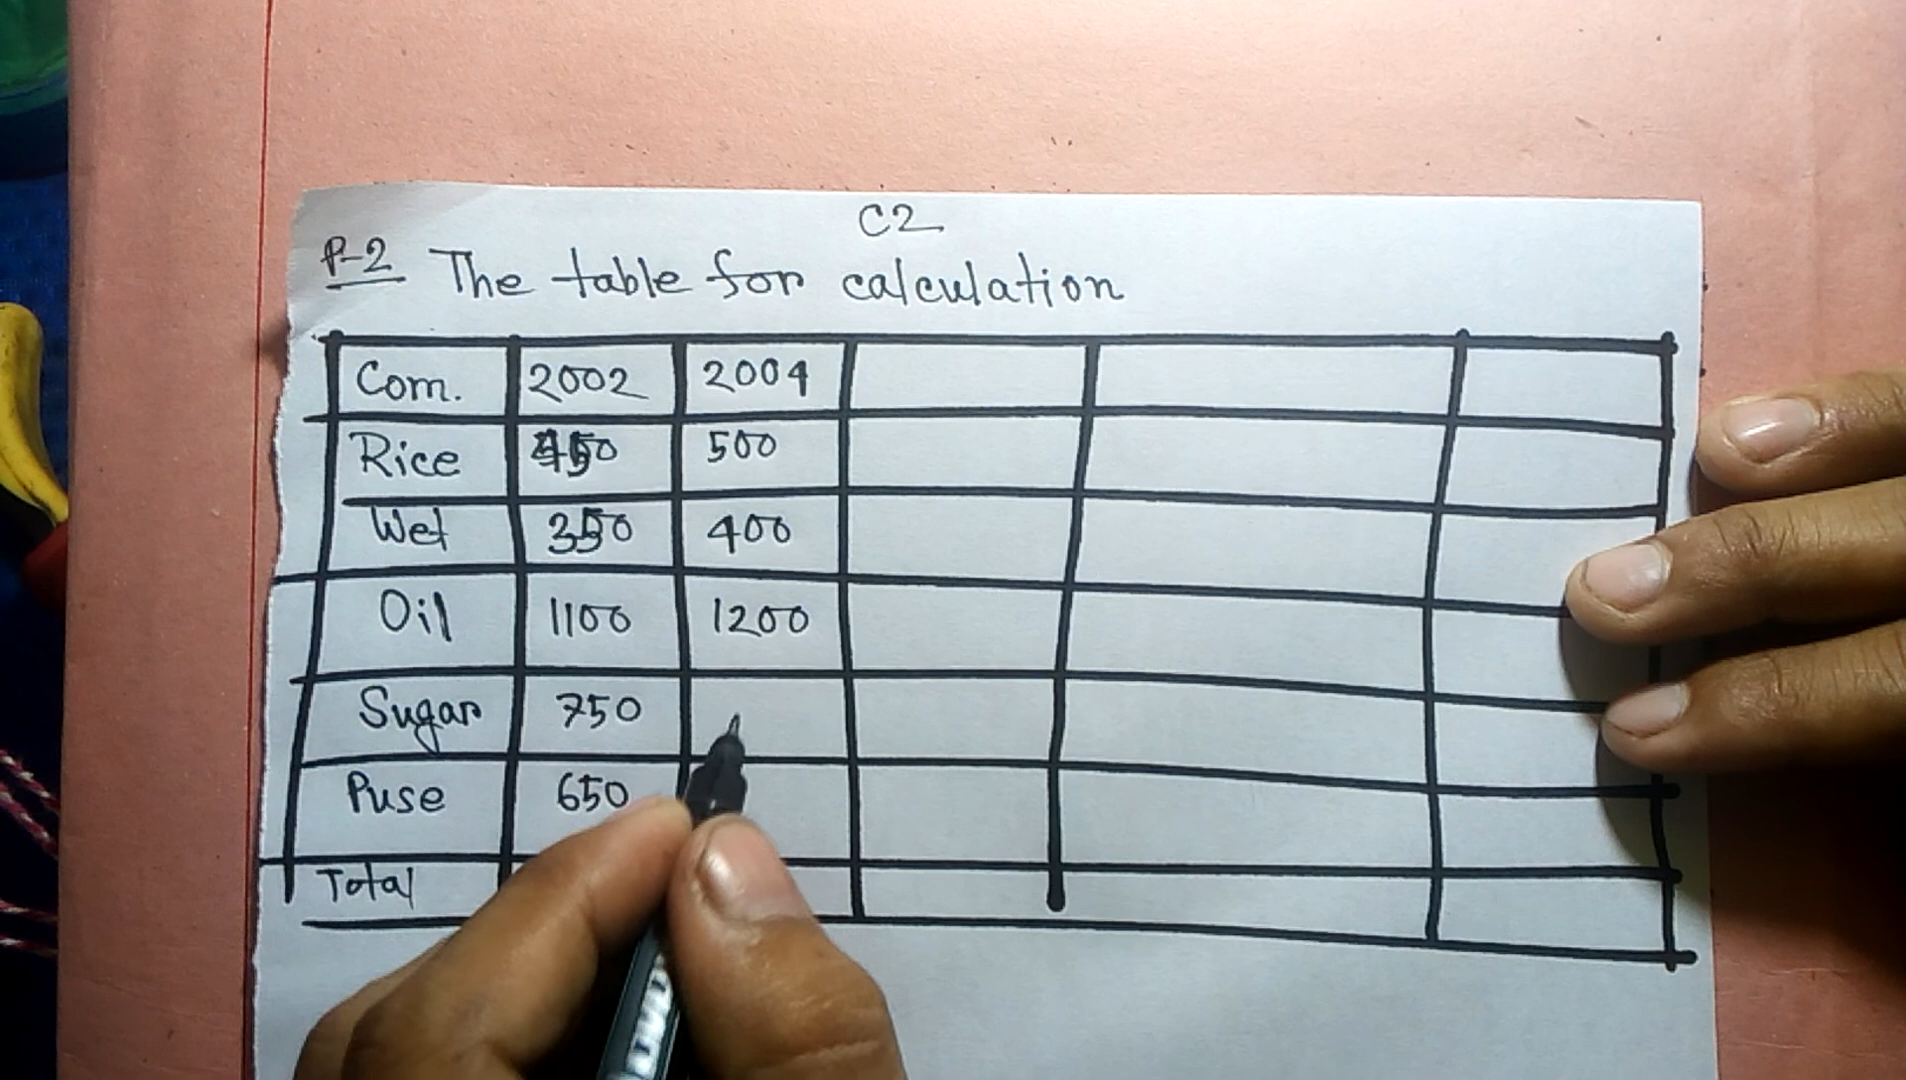 C2
P-2 The table for calculation
Com. 2002 2004
Rice 450 500
Wet 350 400
Oil 1100 1200
Sugar 750
Puse 650
Total